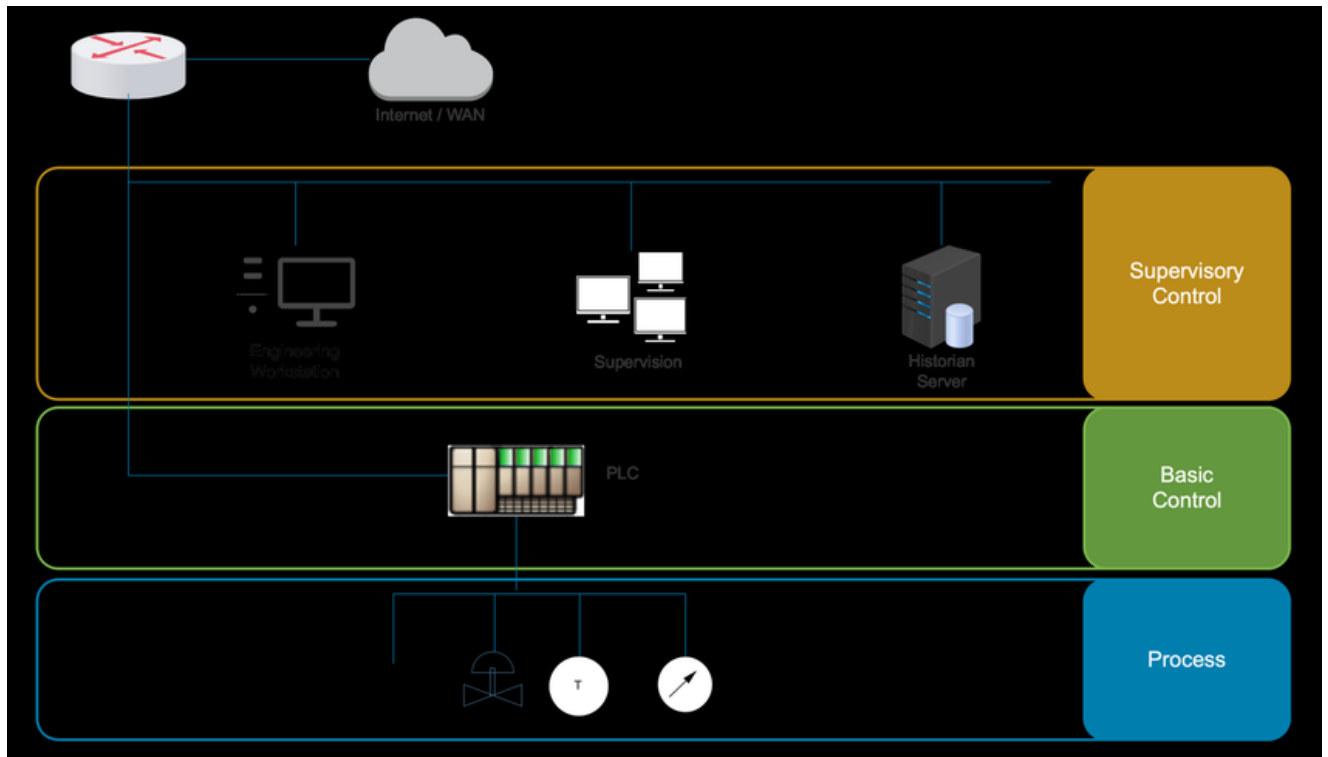 Internet / WAN
Engineering
Workstation
Supervision
Historian
Server
Supervisory
Control
PLC
Basic
Control
T
Process